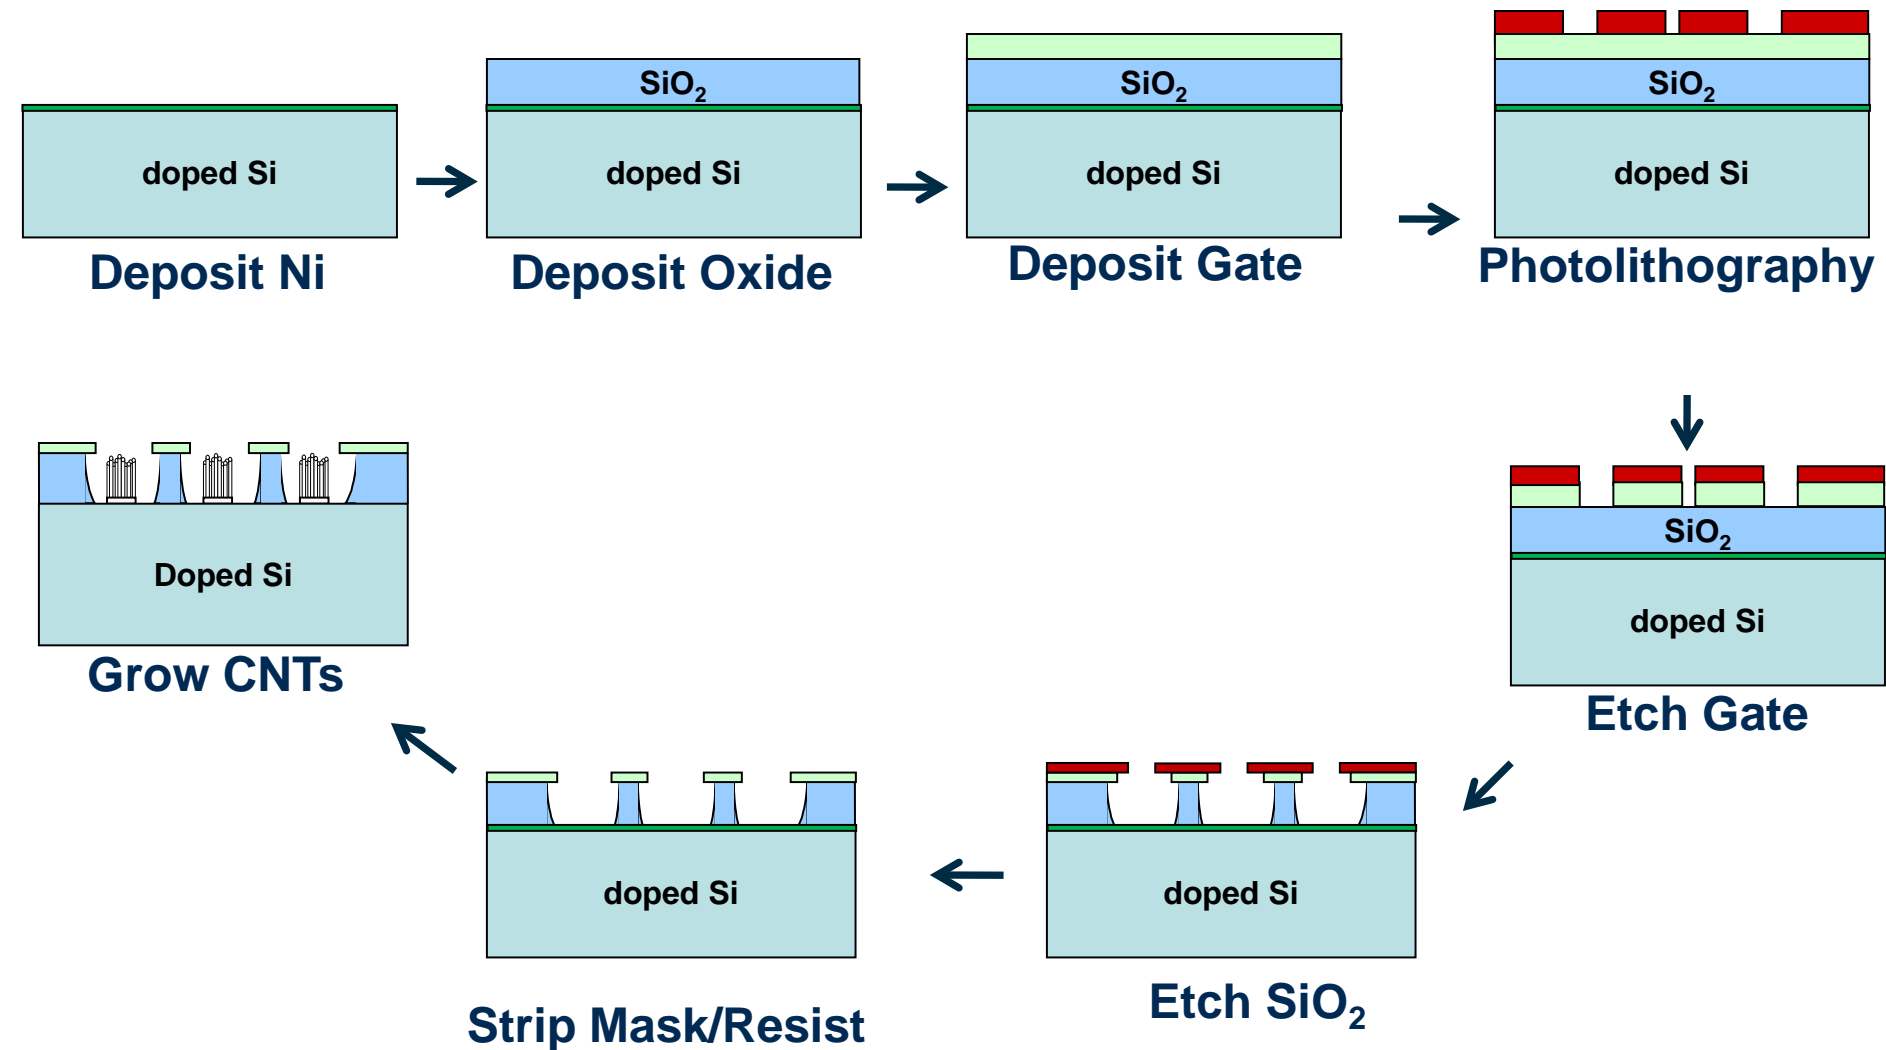 doped Si
Deposit Ni
SiO₂
doped Si
Deposit Oxide
SiO₂
doped Si
Deposit Gate
SiO₂
doped Si
Photolithography
SiO₂
doped Si
Etch Gate
doped Si
Etch SiO₂
doped Si
Strip Mask/Resist
Doped Si
Grow CNTs